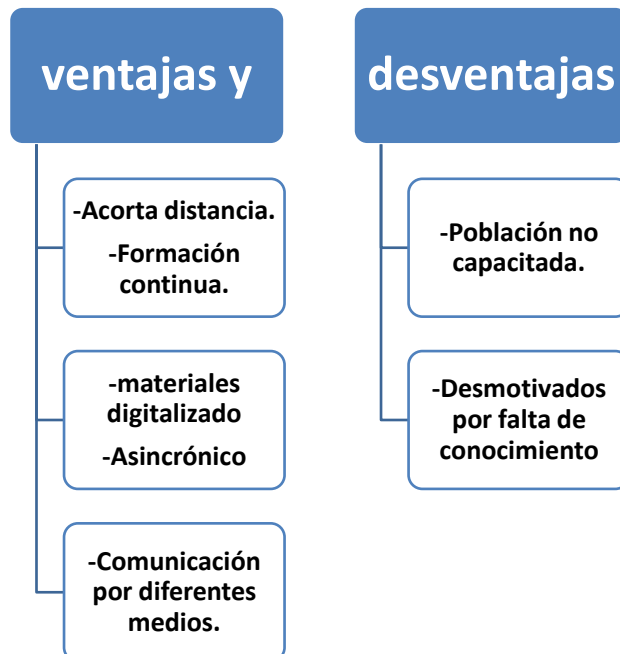 ventajas y
-Acorta distancia.
-Formación
continua.
-materiales
digitalizado
-Asincrónico
-Comunicación
por diferentes
medios.
desventajas
-Población no
capacitada.
-Desmotivados
por falta de
conocimiento